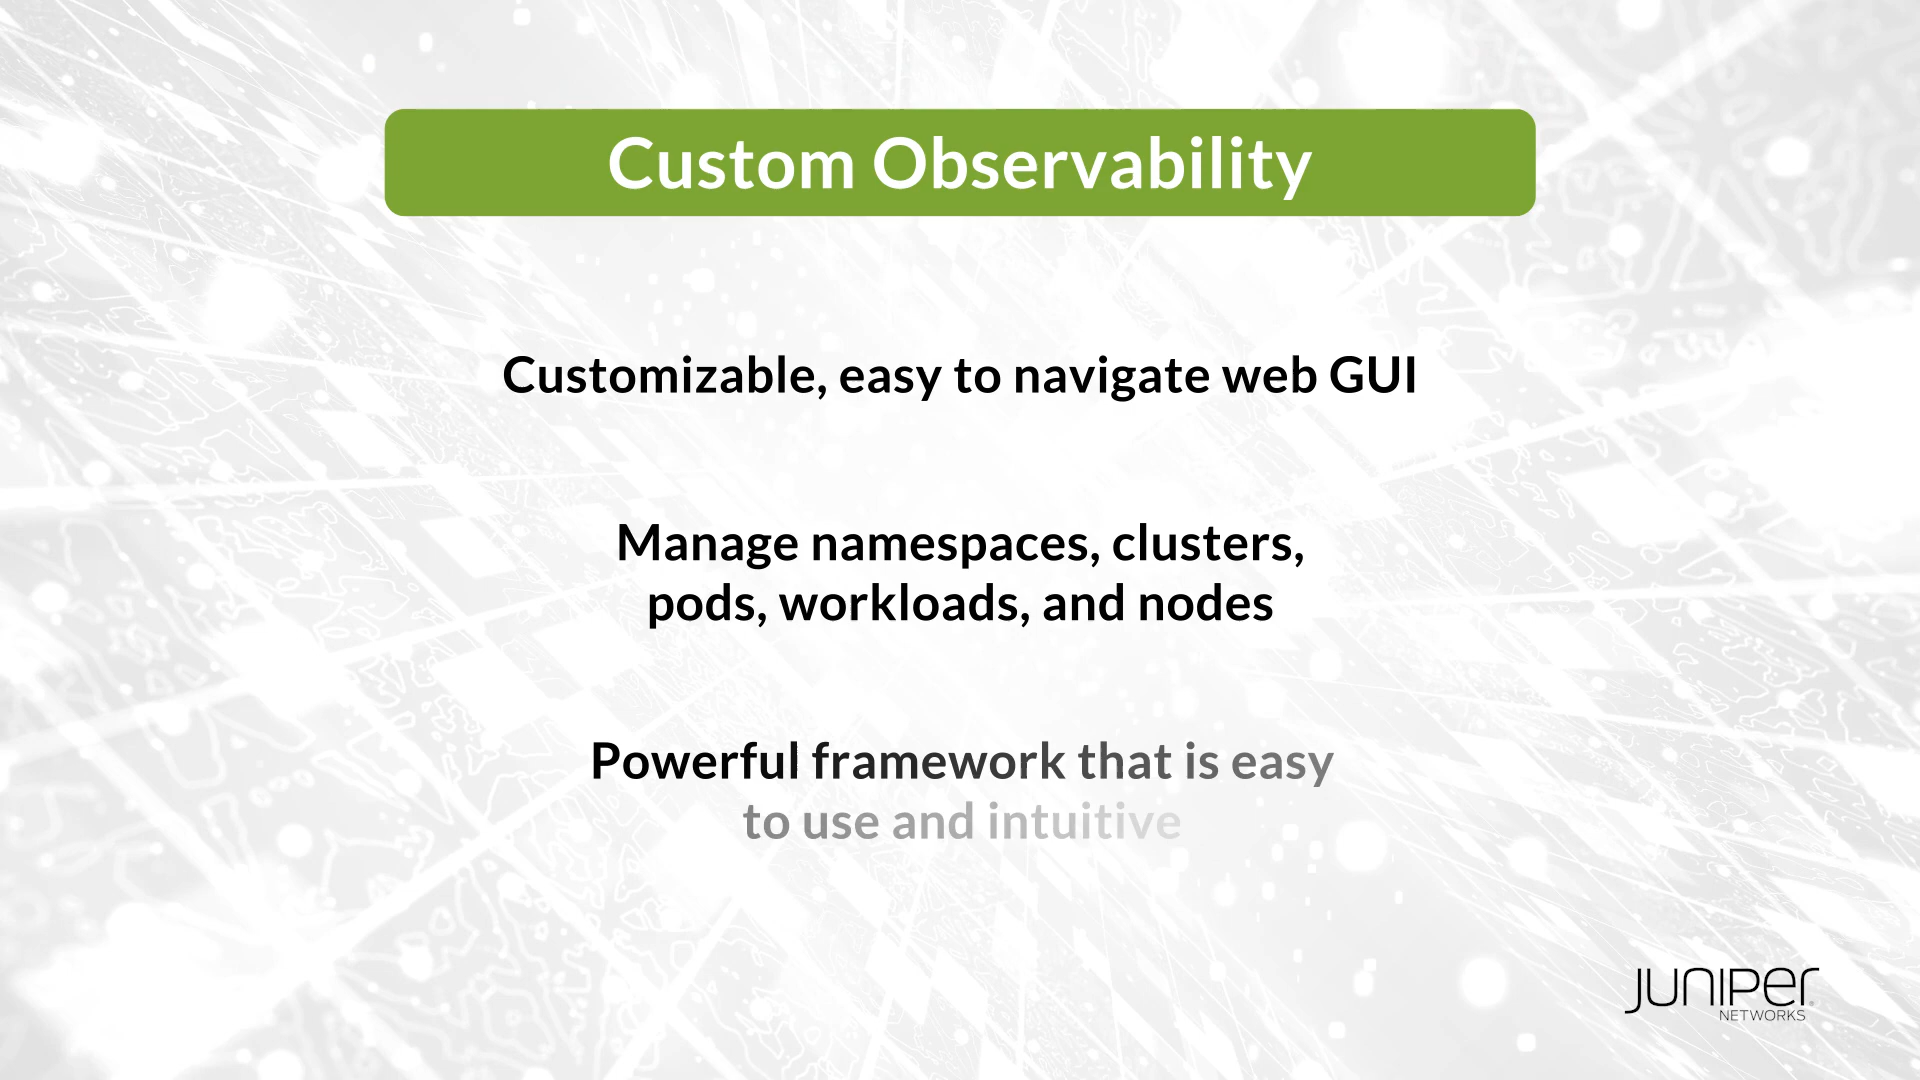 Custom Observability
Customizable, easy to navigate web GUI
Manage namespaces, clusters,
pods, workloads, and nodes
Powerful framework that is easy
to use and intuitive
JUNIPer
NETWORKS